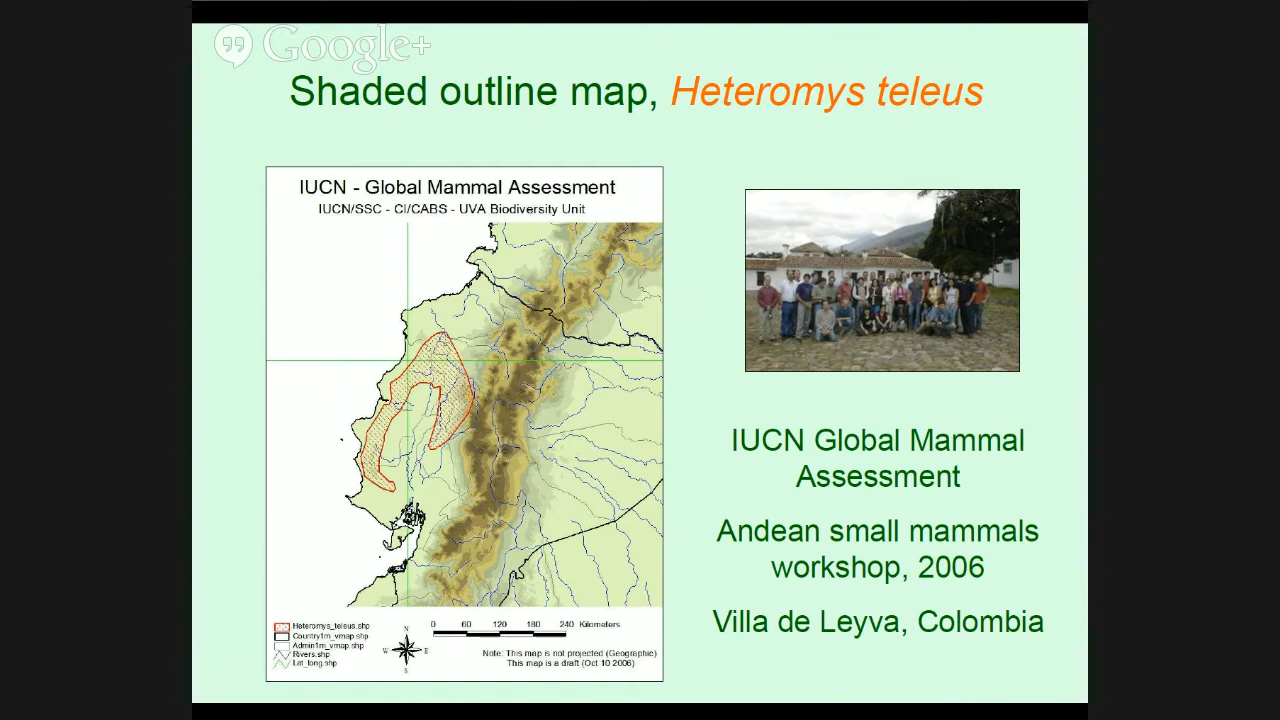 Google+
Shaded outline map, Heteromys teleus
IUCN - Global Mammal Assessment
IUCN/SSC - CI/CABS - UVA Biodiversity Unit
Heteromys_teleus.shp
Country1m_vmap.shp
Admin1m_vmap.shp
Rivers.shp
Lat_long.shp
N
W E
S
0 60 120 180 240 Kilometers
Note: This map is not projected (Geographic)
This map is a draft (Oct 10 2006)
IUCN Global Mammal
Assessment
Andean small mammals
workshop, 2006
Villa de Leyva, Colombia